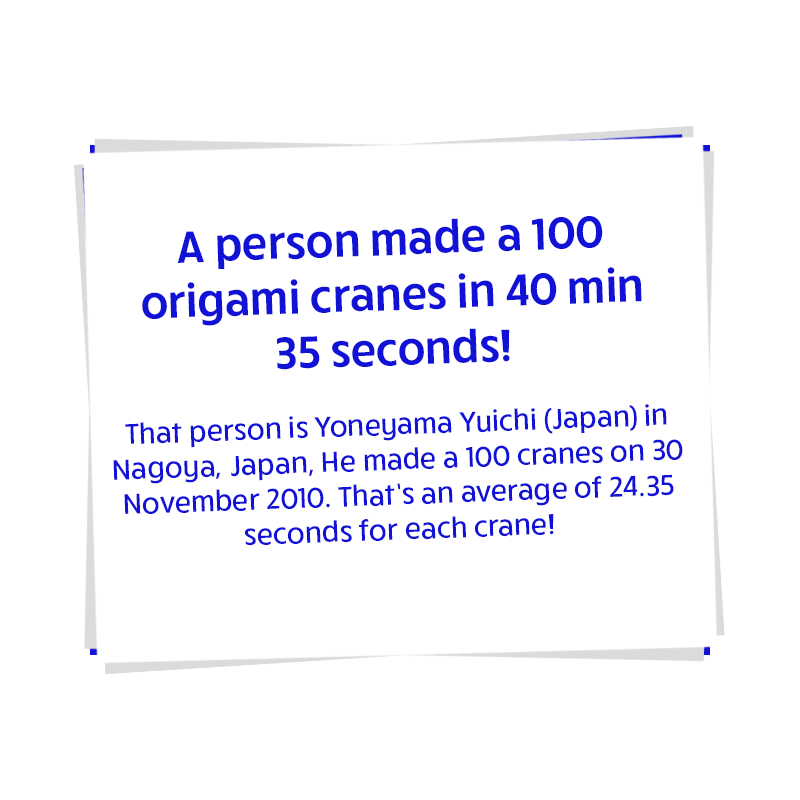 A person made a 100
origami cranes in 40 min
35 seconds!
That person is Yoneyama Yuichi (Japan) in
Nagoya, Japan, He made a 100 cranes on 30
November 2010. That's an average of 24.35
seconds for each crane!